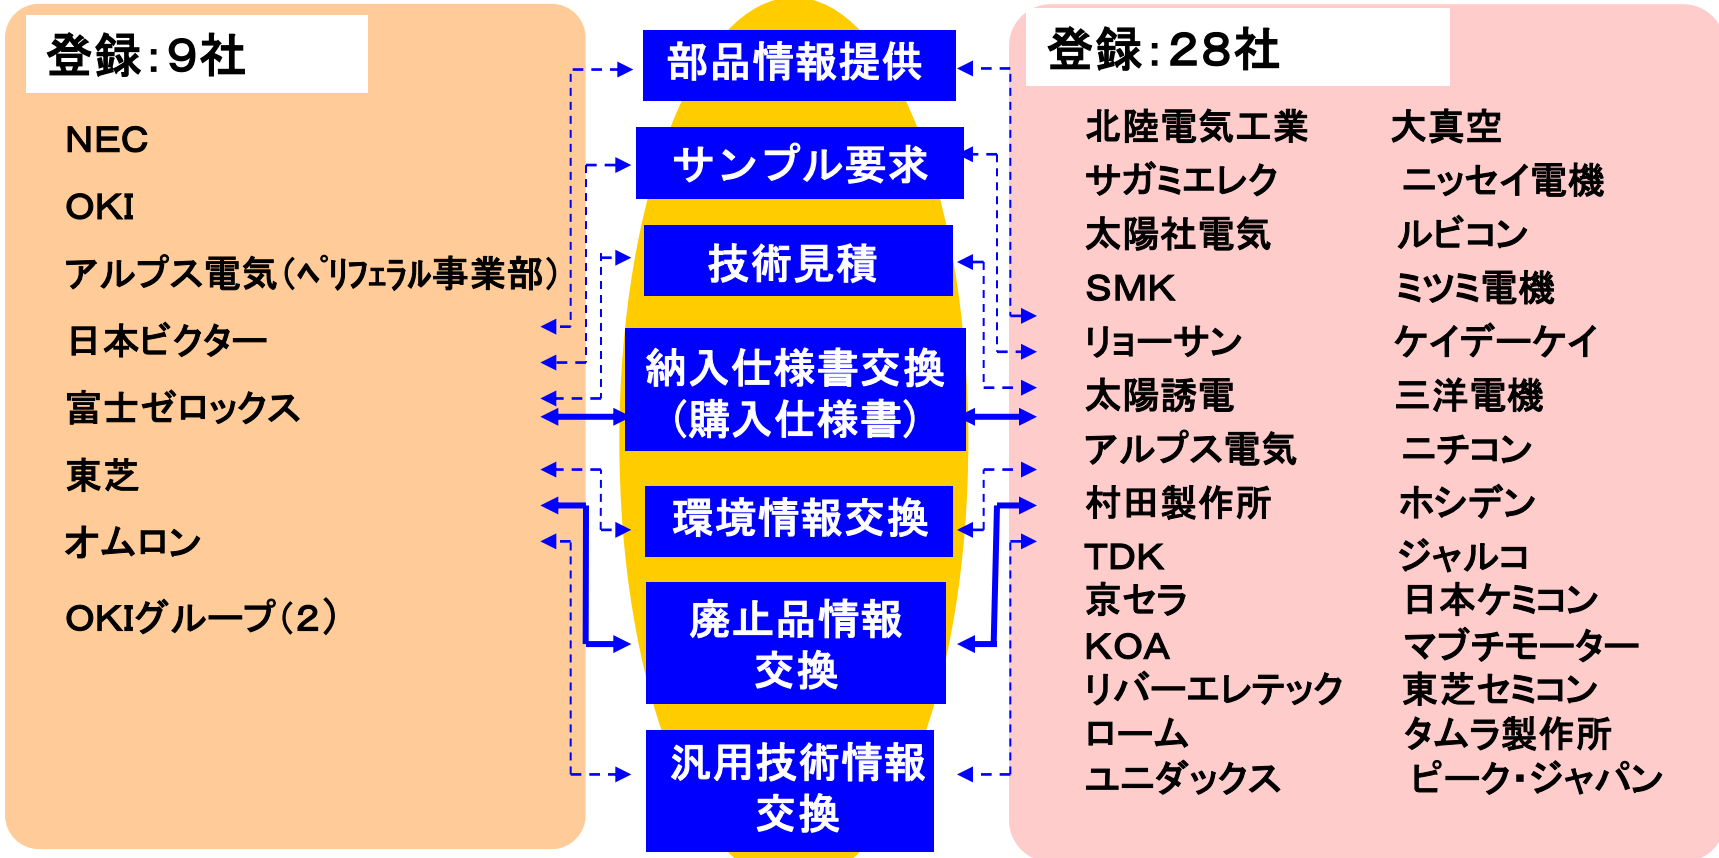 登録：９社
NEC
OKI
アルプス電気（ﾍﾟﾘﾌｪﾗﾙ事業部）
日本ビクター
富士ゼロックス
東芝
オムロン
OKIグループ（２）
部品情報提供
サンプル要求
技術見積
納入仕様書交換
（購入仕様書）
環境情報交換
廃止品情報
交換
汎用技術情報
交換
登録：２８社
北陸電気工業　大真空
サガミエレク　ニッセイ電機
太陽社電気　ルビコン
SMK　ミツミ電機
リョーサン　ケイデーケイ
太陽誘電　三洋電機
アルプス電気　ニチコン
村田製作所　ホシデン
TDK　ジャルコ
京セラ　日本ケミコン
KOA　マブチモーター
リバーエレテック　東芝セミコン
ローム　タムラ製作所
ユニダックス　ピーク・ジャパン